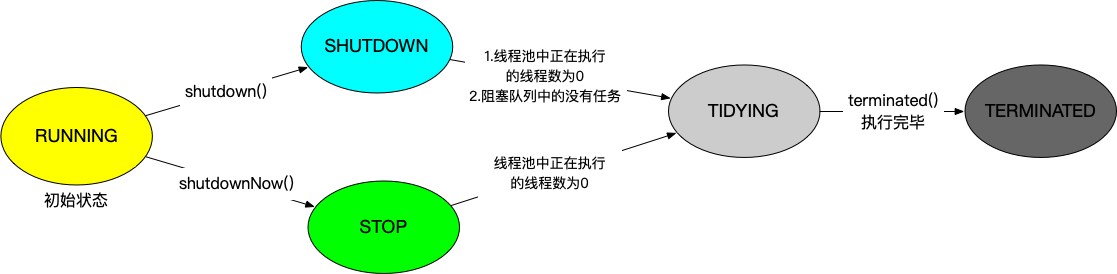 RUNNING
初始状态
shutdown()
SHUTDOWN
1.线程池中正在执行
的线程数为0
2.阻塞队列中的没有任务
shutdownNow()
STOP
线程池中正在执行
的线程数为0
TIDYING
terminated()
执行完毕
TERMINATED